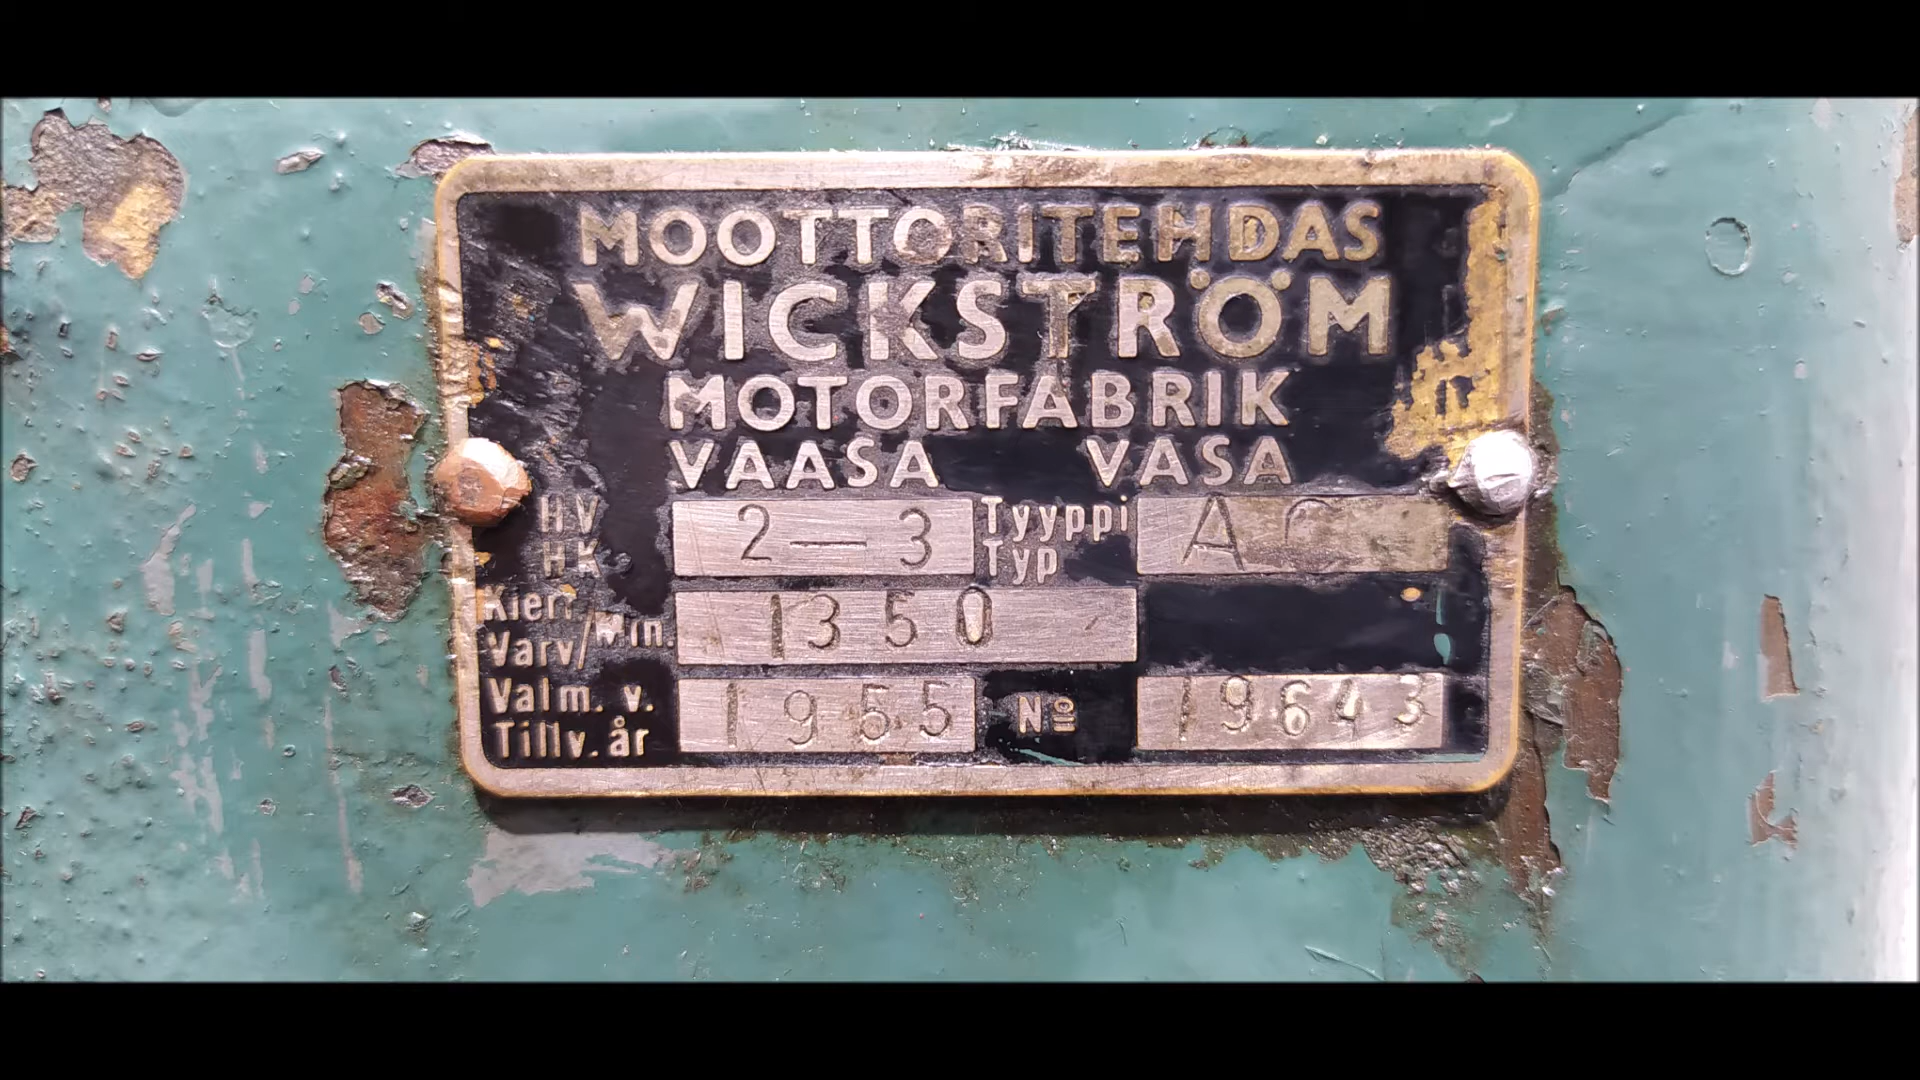 MOOTTORITEHDAS
WICKSTRÖM
MOTORFABRIK
VAASA VASA
HV
HK 2—3 Tyyppi
Typ AC
Kierr/Min.
Varv/ 1350
Valm. v.
Tillv. år 1955 № 19643